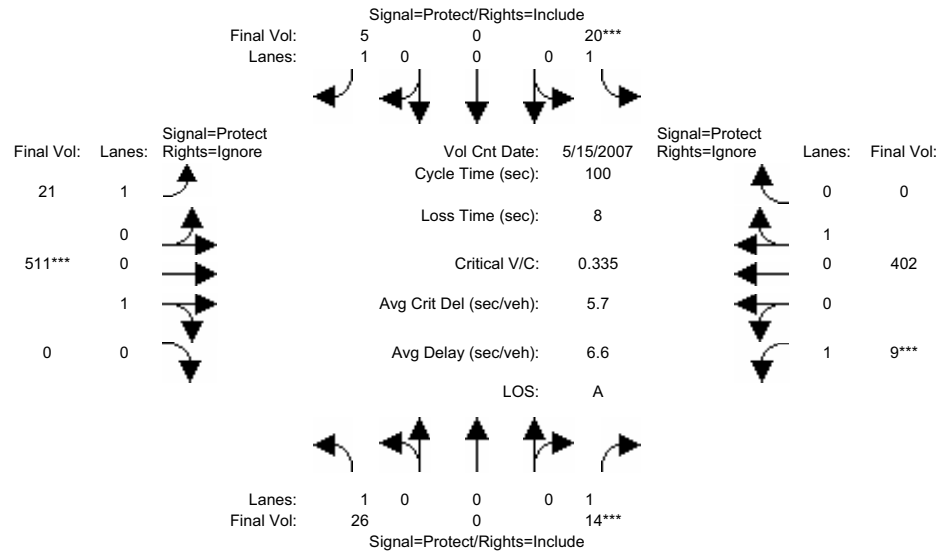 Signal=Protect/Rights=Include
Final Vol: 5 0 20***
Lanes: 1 0 0 0 1
Signal=Protect
Final Vol: Lanes: Rights=Ignore
Vol Cnt Date: 5/15/2007
Signal=Protect
Rights=Ignore Lanes: Final Vol:
Cycle Time (sec): 100
21 1 0 0
Loss Time (sec): 8
0 1
511*** 0 Critical V/C: 0.335 0 402
1 Avg Crit Del (sec/veh): 5.7 0
0 0 Avg Delay (sec/veh): 6.6 1 9***
LOS: A
Lanes: 1 0 0 0 1
Final Vol: 26 0 14***
Signal=Protect/Rights=Include